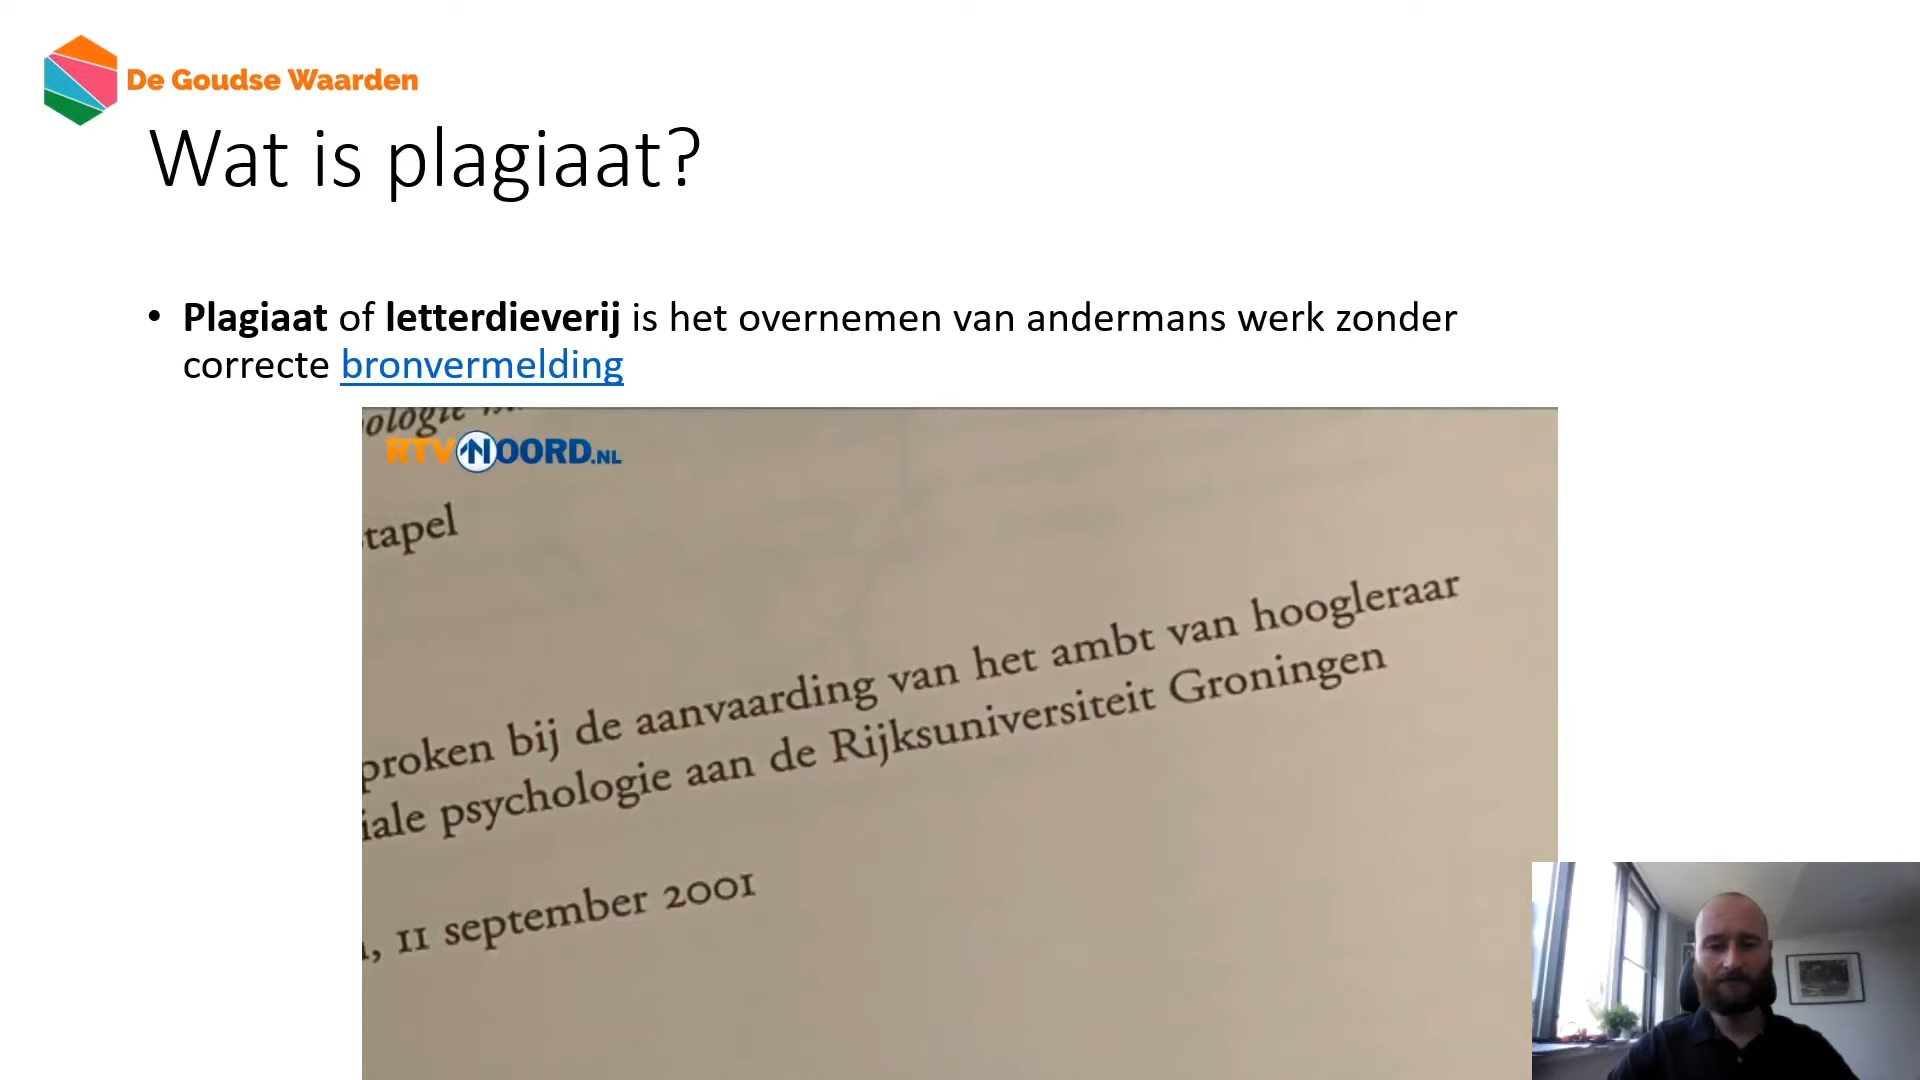 De Goudse Waarden
Wat is plagiaat?
• Plagiaat of letterdieverij is het overnemen van andermans werk zonder
correcte bronvermelding
RTV NOORD.NL
tapel
proken bij de aanvaarding van het ambt van hoogleraar
iale psychologie aan de Rijksuniversiteit Groningen
, 11 september 2001